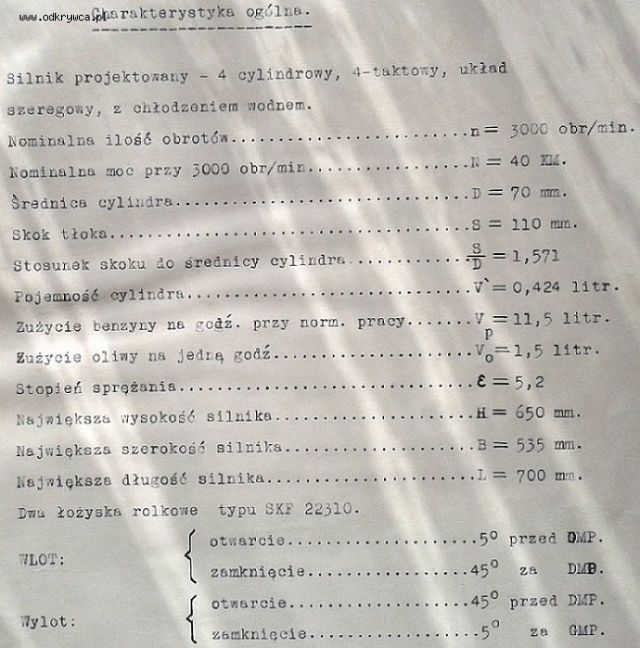 www.odkrywca.pl
Charakterystyka ogólna.
Silnik projektowany - 4 cylindrowy, 4-taktowy, układ
szeregowy, z chłodzeniem wodnem.
Nominalna ilość obrotów........................n = 3000 obr/min.
Nominalna moc przy 3000 obr/min................N = 40 KM.
Średnica cylindra..............................D = 70 mm.
Skok tłoka.....................................S = 110 mm.
Stosunek skoku do średnicy cylindra............S/D = 1,571
Pojemność cylindra.............................V` = 0,424 litr.
Zużycie benzyny na godź. przy norm. pracy.......Vp = 11,5 litr.
Zużycie oliwy na jedną godź....................Vo = 1,5 litr.
Stopień sprężania..............................ε = 5,2
Największa wysokość silnika....................H = 650 mm.
Największa szerokość silnika...................B = 535 mm.
Największa długość silnika.....................L = 700 mm.
Dwa łożyska rolkowe typu SKF 22310.
WLOT: { otwarcie...................5° przed DMP.
zamknięcie................45° za DMP.
Wylot: { otwarcie..................45° przed DMP.
zamknięcie.................5° za GMP.